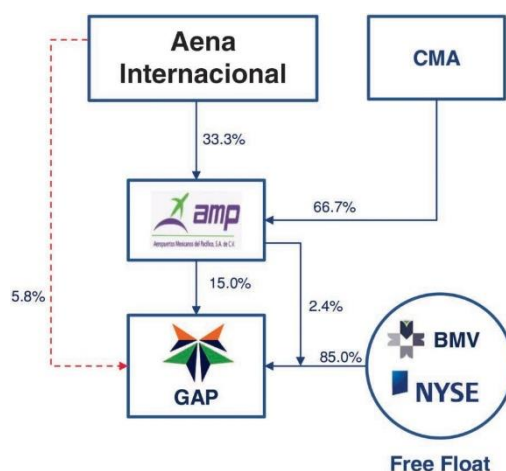 Aena
Internacional
CMA
33.3%
amp
Aeropuertos Mexicanos del Pacífico, S.A. de C.V.
66.7%
15.0%
2.4%
5.8%
GAP
85.0%
BMV
NYSE
Free Float